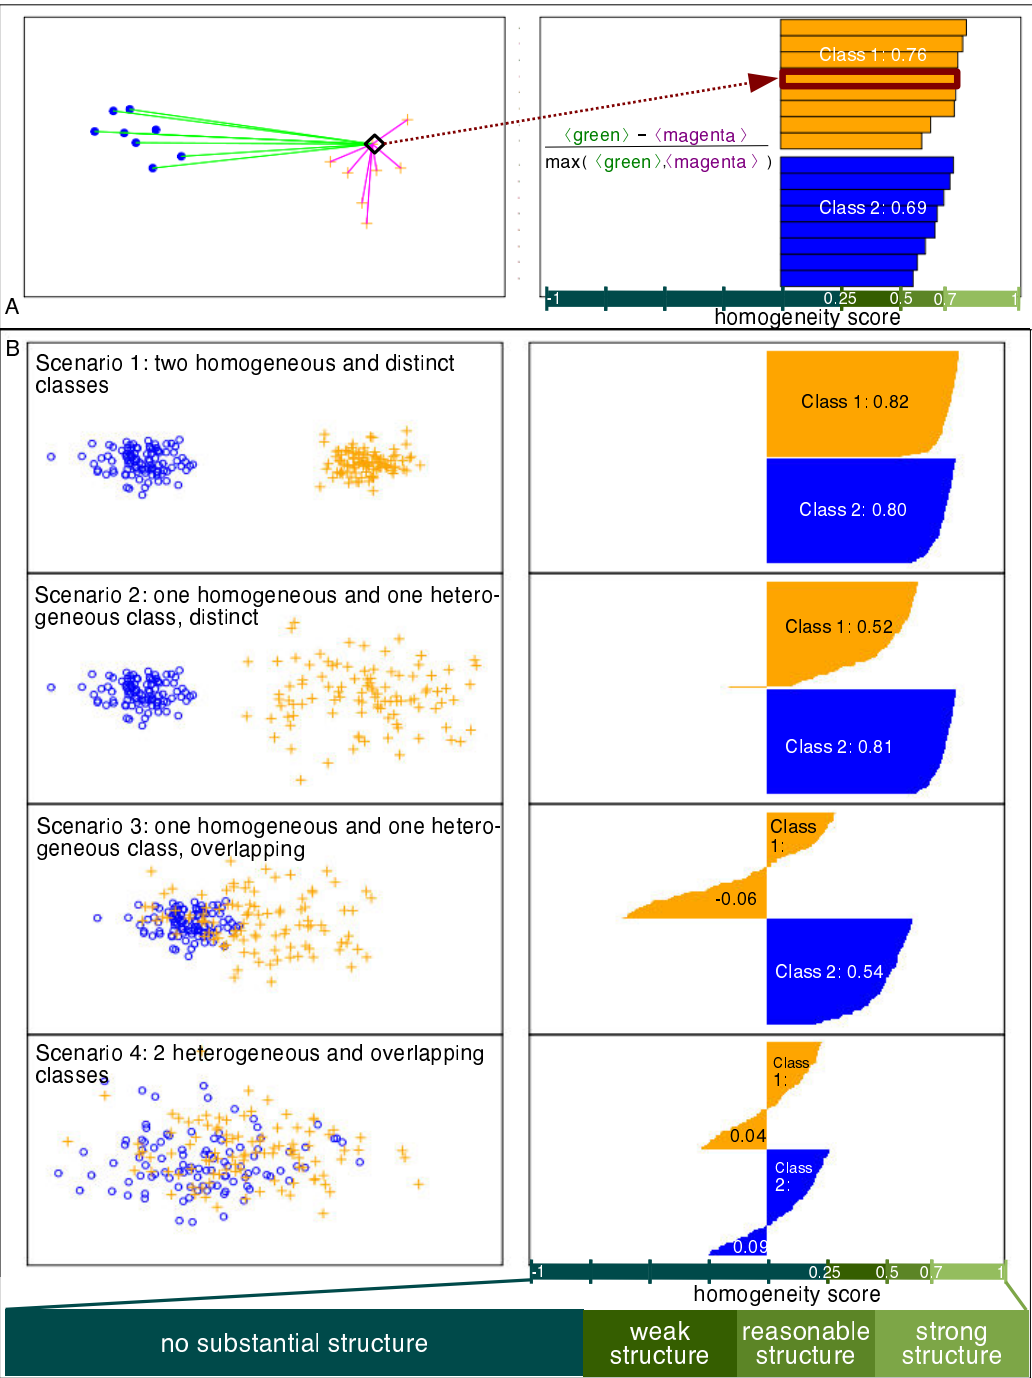 Class 1: 0.76
〈green〉 - 〈magenta 〉
max(〈green〉,〈magenta 〉)
Class 2: 0.69
-1 0.25 0.5 0.7 1
homogeneity score
A
B
Scenario 1: two homogeneous and distinct
classes
Class 1: 0.82
Class 2: 0.80
Scenario 2: one homogeneous and one hetero-
geneous class, distinct
Class 1: 0.52
Class 2: 0.81
Scenario 3: one homogeneous and one hetero-
geneous class, overlapping
Class
1:
-0.06
Class 2: 0.54
Scenario 4: 2 heterogeneous and overlapping
classes
Class
1:
0.04
Class
2:
0.09
-1 0.25 0.5 0.7 1
homogeneity score
no substantial structure
weak
structure
reasonable
structure
strong
structure